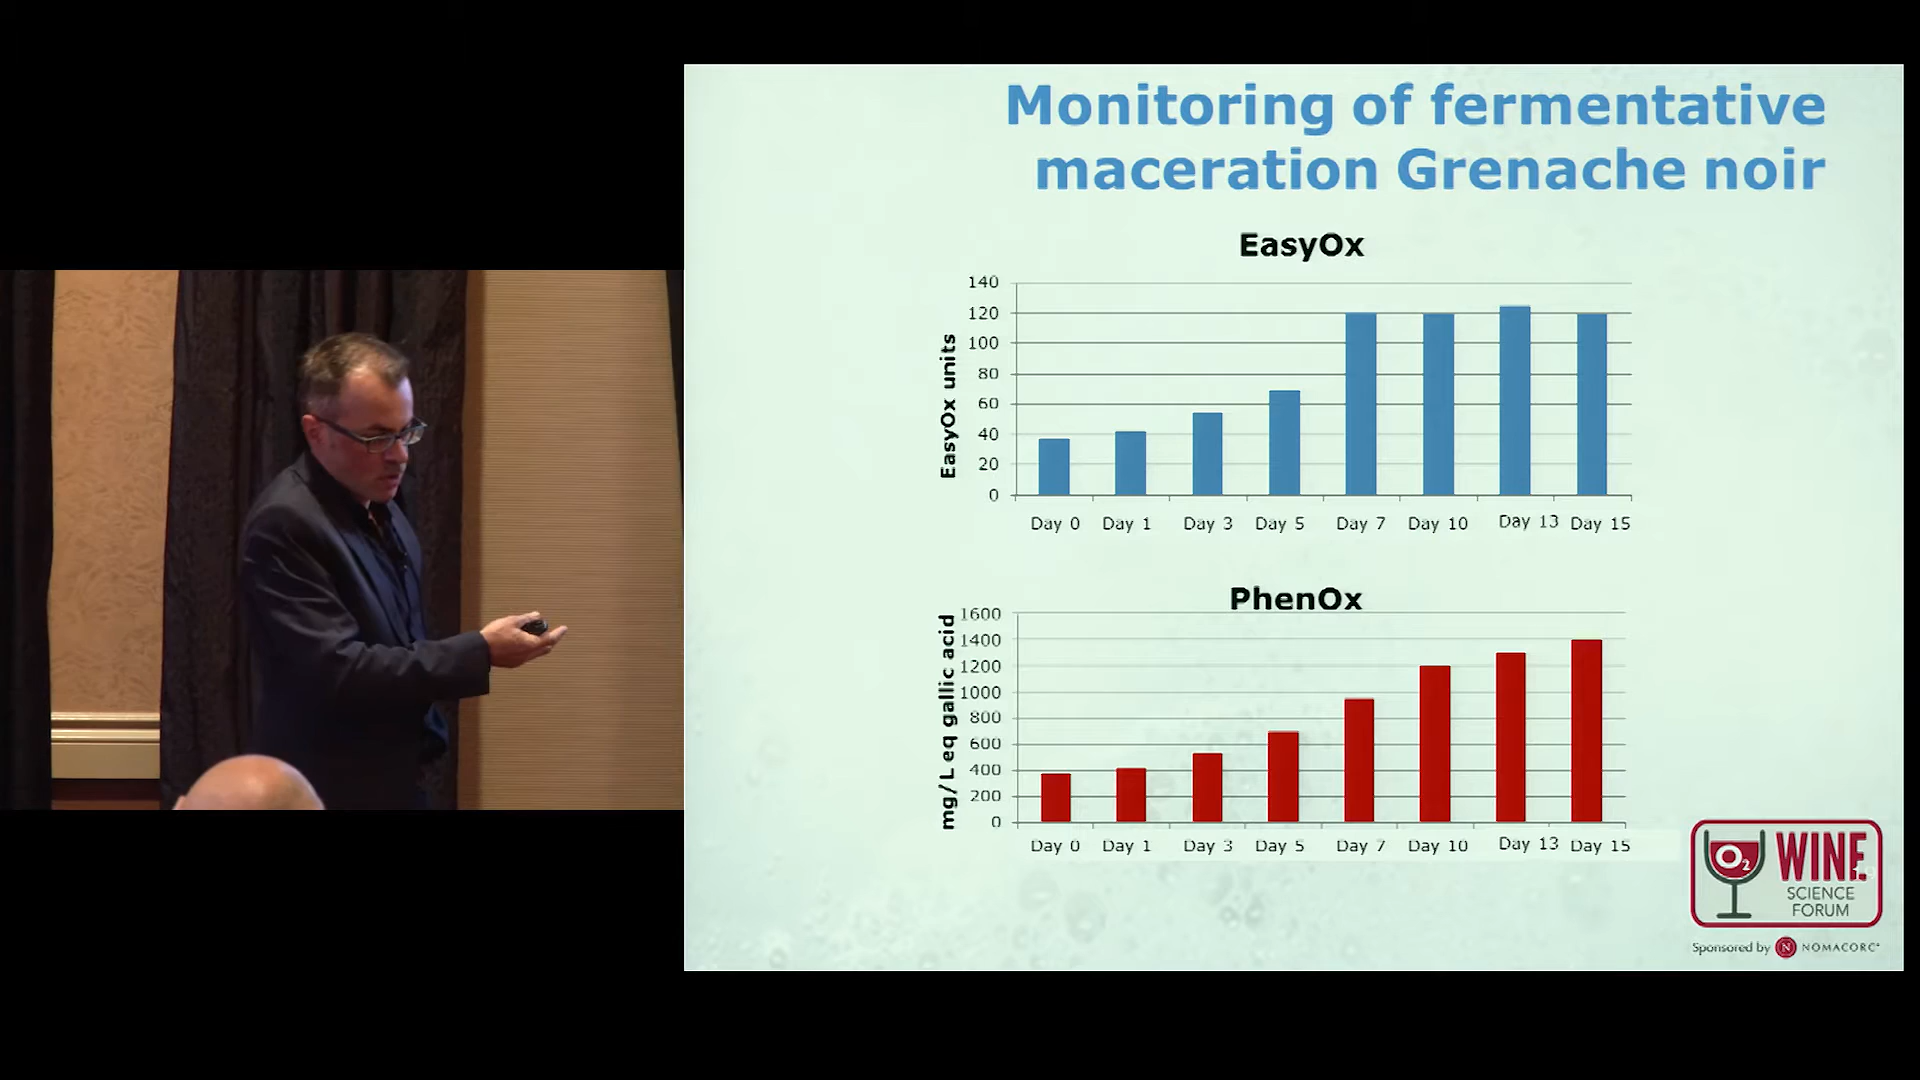 Monitoring of fermentative
maceration Grenache noir
EasyOx
EasyOx units
140
120
100
80
60
40
20
0
Day 0 Day 1 Day 3 Day 5 Day 7 Day 10 Day 13 Day 15
PhenOx
mg/L eq gallic acid
1600
1400
1200
1000
800
600
400
200
0
Day 0 Day 1 Day 3 Day 5 Day 7 Day 10 Day 13 Day 15
O2
WINE
SCIENCE
FORUM
Sponsored by N NOMACORC